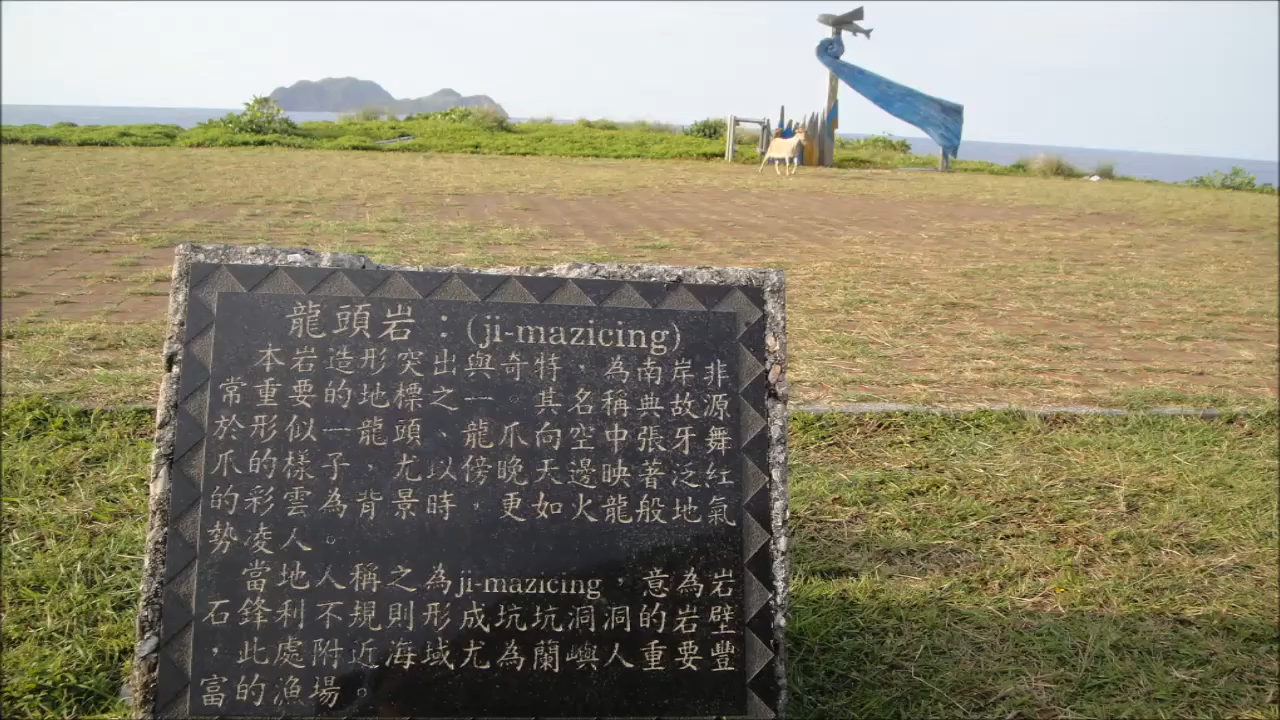 龍頭岩：(ji-mazicing)
本岩造形突出與奇特，為南岸非
常重要的地標之一。其名稱典故源
於形似一龍頭、龍爪向空中張牙舞
爪的樣子，尤以傍晚天邊映著泛紅
的彩雲為背景時，更如火龍般地氣
勢凌人。
當地人稱之為ji-mazicing，意為岩
石鋒利不規則形成坑坑洞洞的岩壁
，此處附近海域尤為蘭嶼人重要豐
富的漁場。